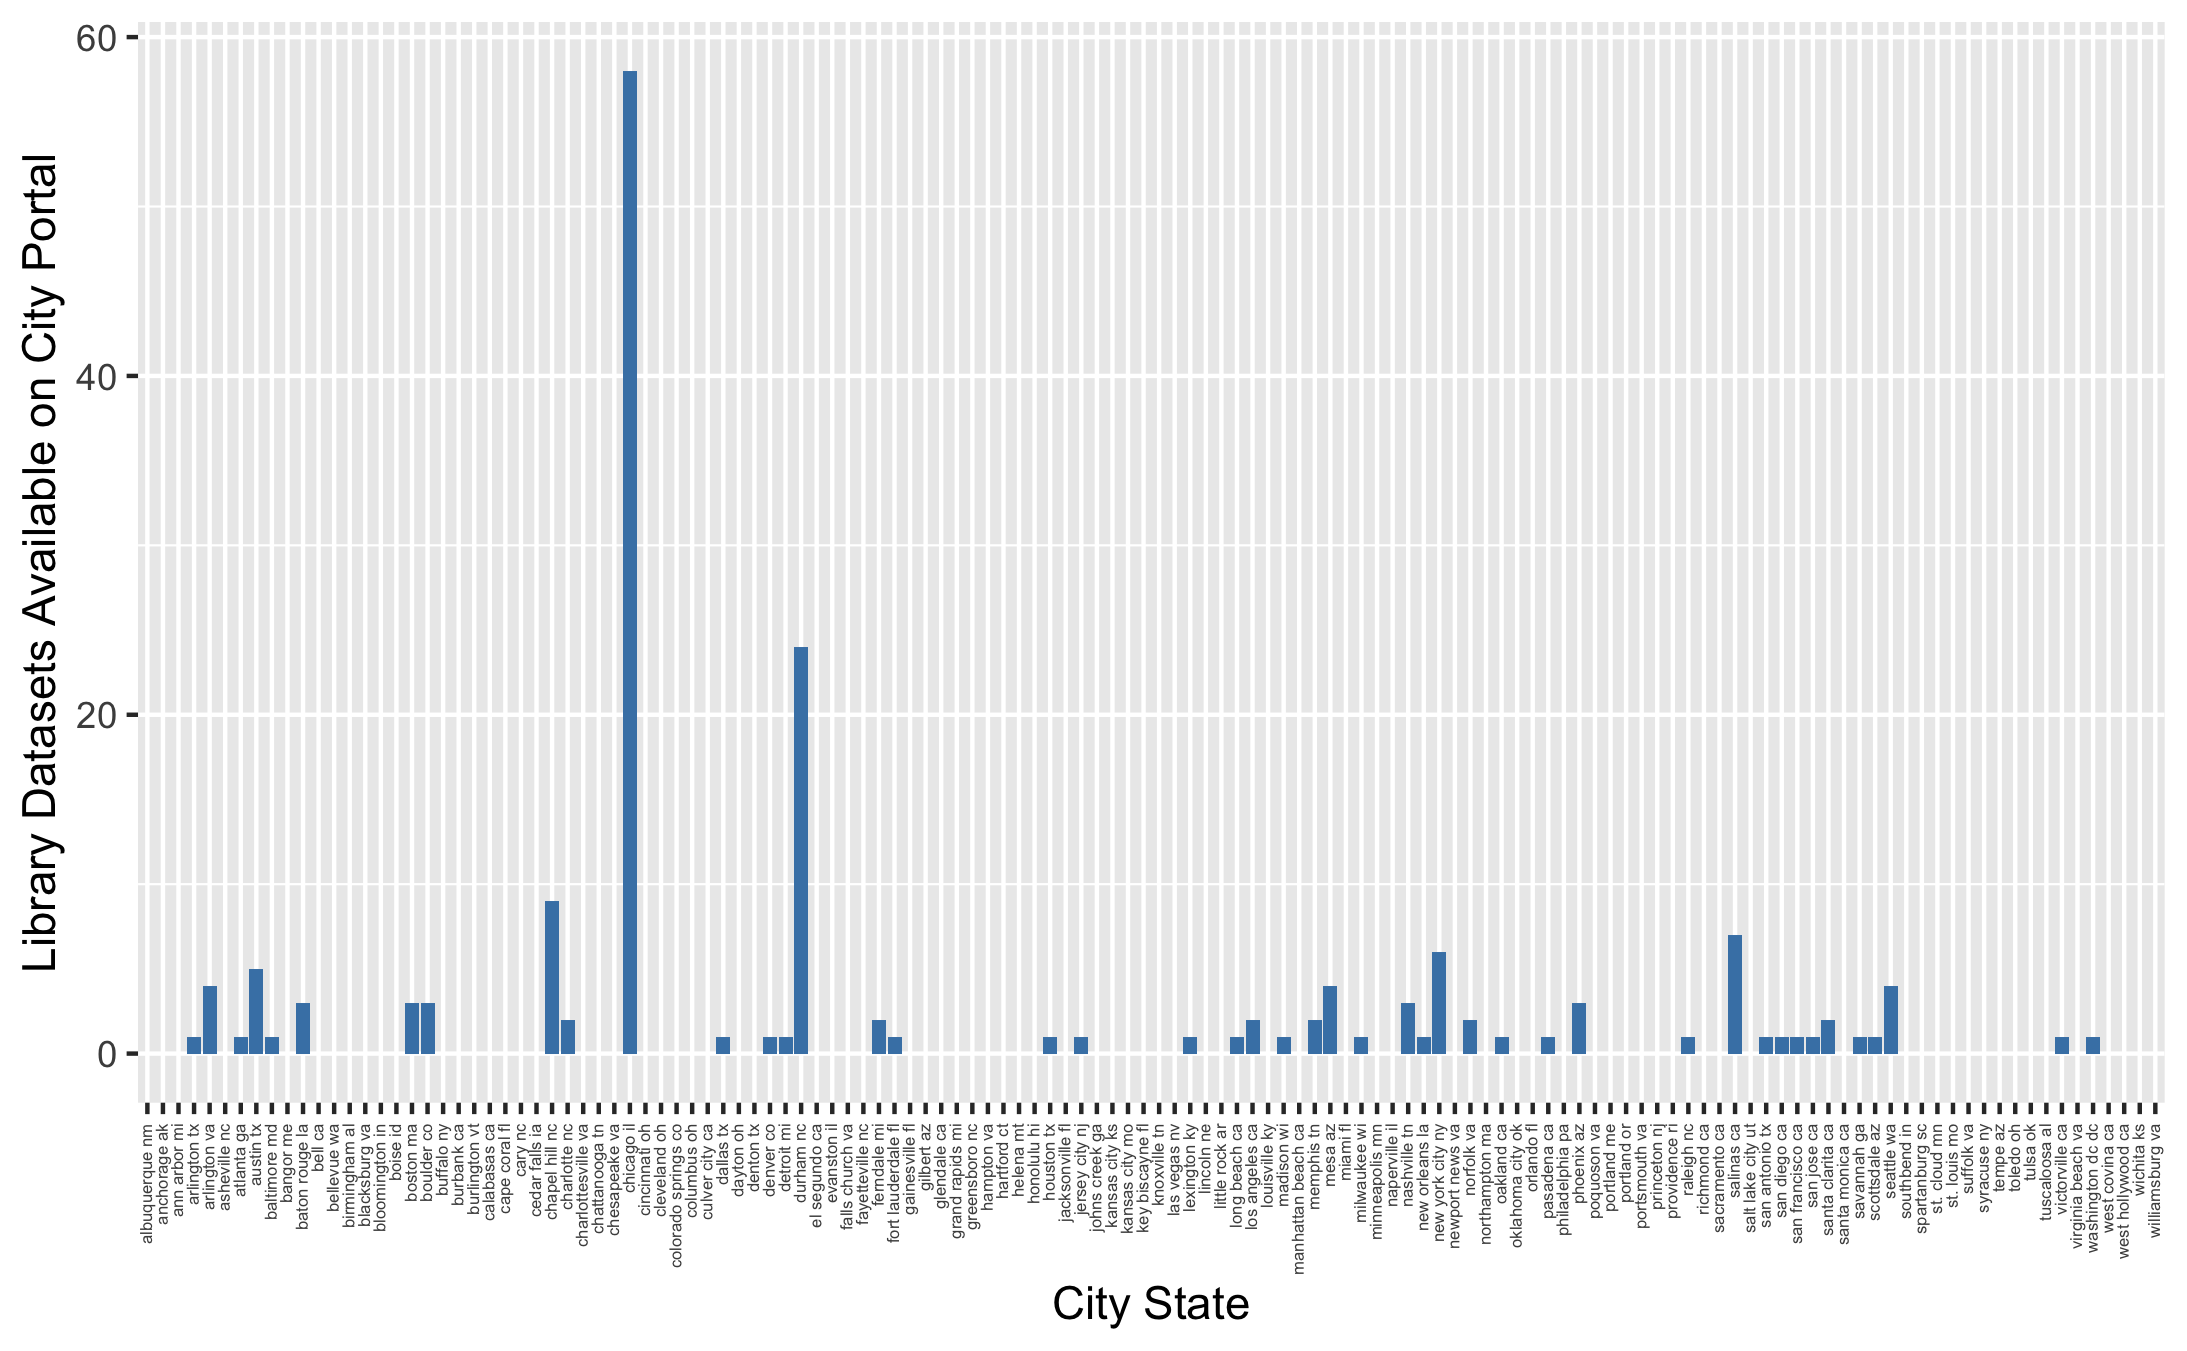 Library Datasets Available on City Portal
60
40
20
0
albuquerque nm
anchorage ak
ann arbor mi
arlington tx
arlington va
asheville nc
atlanta ga
austin tx
baltimore md
bangor me
baton rouge la
bell ca
bellevue wa
birmingham al
blacksburg va
bloomington in
boise id
boston ma
boulder co
buffalo ny
burbank ca
burlington vt
calabasas ca
cape coral fl
cary nc
cedar falls ia
chapel hill nc
charlotte nc
charlottesville va
chattanooga tn
chesapeake va
chicago il
cincinnati oh
cleveland oh
colorado springs co
columbus oh
culver city ca
dallas tx
dayton oh
denton tx
denver co
detroit mi
durham nc
el segundo ca
evanston il
falls church va
fayetteville nc
ferndale mi
fort lauderdale fl
gainesville fl
gilbert az
glendale ca
grand rapids mi
greensboro nc
hampton va
hartford ct
helena mt
honolulu hi
houston tx
jacksonville fl
jersey city nj
johns creek ga
kansas city ks
kansas city mo
key biscayne fl
knoxville tn
las vegas nv
lexington ky
lincoln ne
little rock ar
long beach ca
los angeles ca
louisville ky
madison wi
manhattan beach ca
memphis tn
mesa az
miami fl
milwaukee wi
minneapolis mn
naperville il
nashville tn
new orleans la
new york city ny
newport news va
norfolk va
northampton ma
oakland ca
oklahoma city ok
orlando fl
pasadena ca
philadelphia pa
phoenix az
poquoson va
portland me
portland or
portsmouth va
princeton nj
providence ri
raleigh nc
richmond ca
sacramento ca
salinas ca
salt lake city ut
san antonio tx
san diego ca
san francisco ca
san jose ca
santa clarita ca
santa monica ca
savannah ga
scottsdale az
seattle wa
southbend in
spartanburg sc
st. cloud mn
st. louis mo
suffolk va
syracuse ny
tempe az
toledo oh
tulsa ok
tuscaloosa al
victorville ca
virginia beach va
washington dc dc
west covina ca
west hollywood ca
wichita ks
williamsburg va
City State